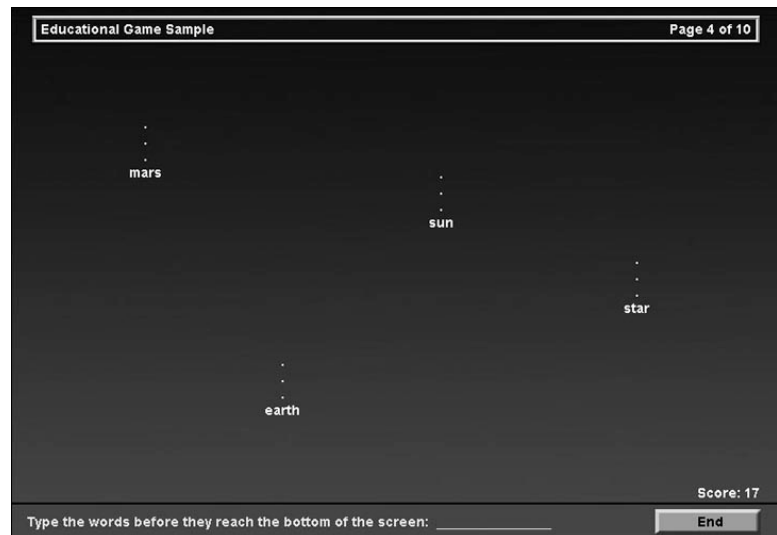 Educational Game Sample Page 4 of 10
mars
sun
star
earth
Score: 17
Type the words before they reach the bottom of the screen: ______________ End